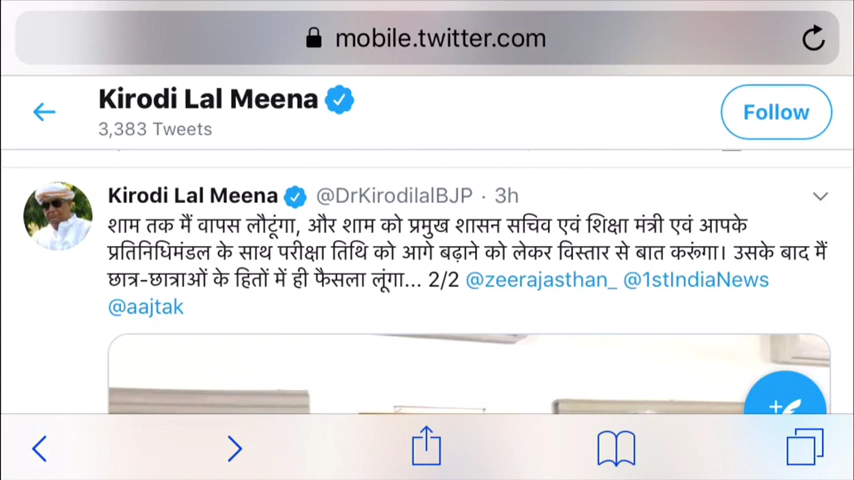 mobile.twitter.com
Kirodi Lal Meena
3,383 Tweets
Follow
Kirodi Lal Meena @DrKirodilalBJP · 3h
शाम तक मैं वापस लौटूंगा, और शाम को प्रमुख शासन सचिव एवं शिक्षा मंत्री एवं आपके
प्रतिनिधिमंडल के साथ परीक्षा तिथि को आगे बढ़ाने को लेकर विस्तार से बात करूंगा। उसके बाद मैं
छात्र-छात्राओं के हितों में ही फैसला लूंगा... 2/2 @zeerajasthan_ @1stIndiaNews
@aajtak